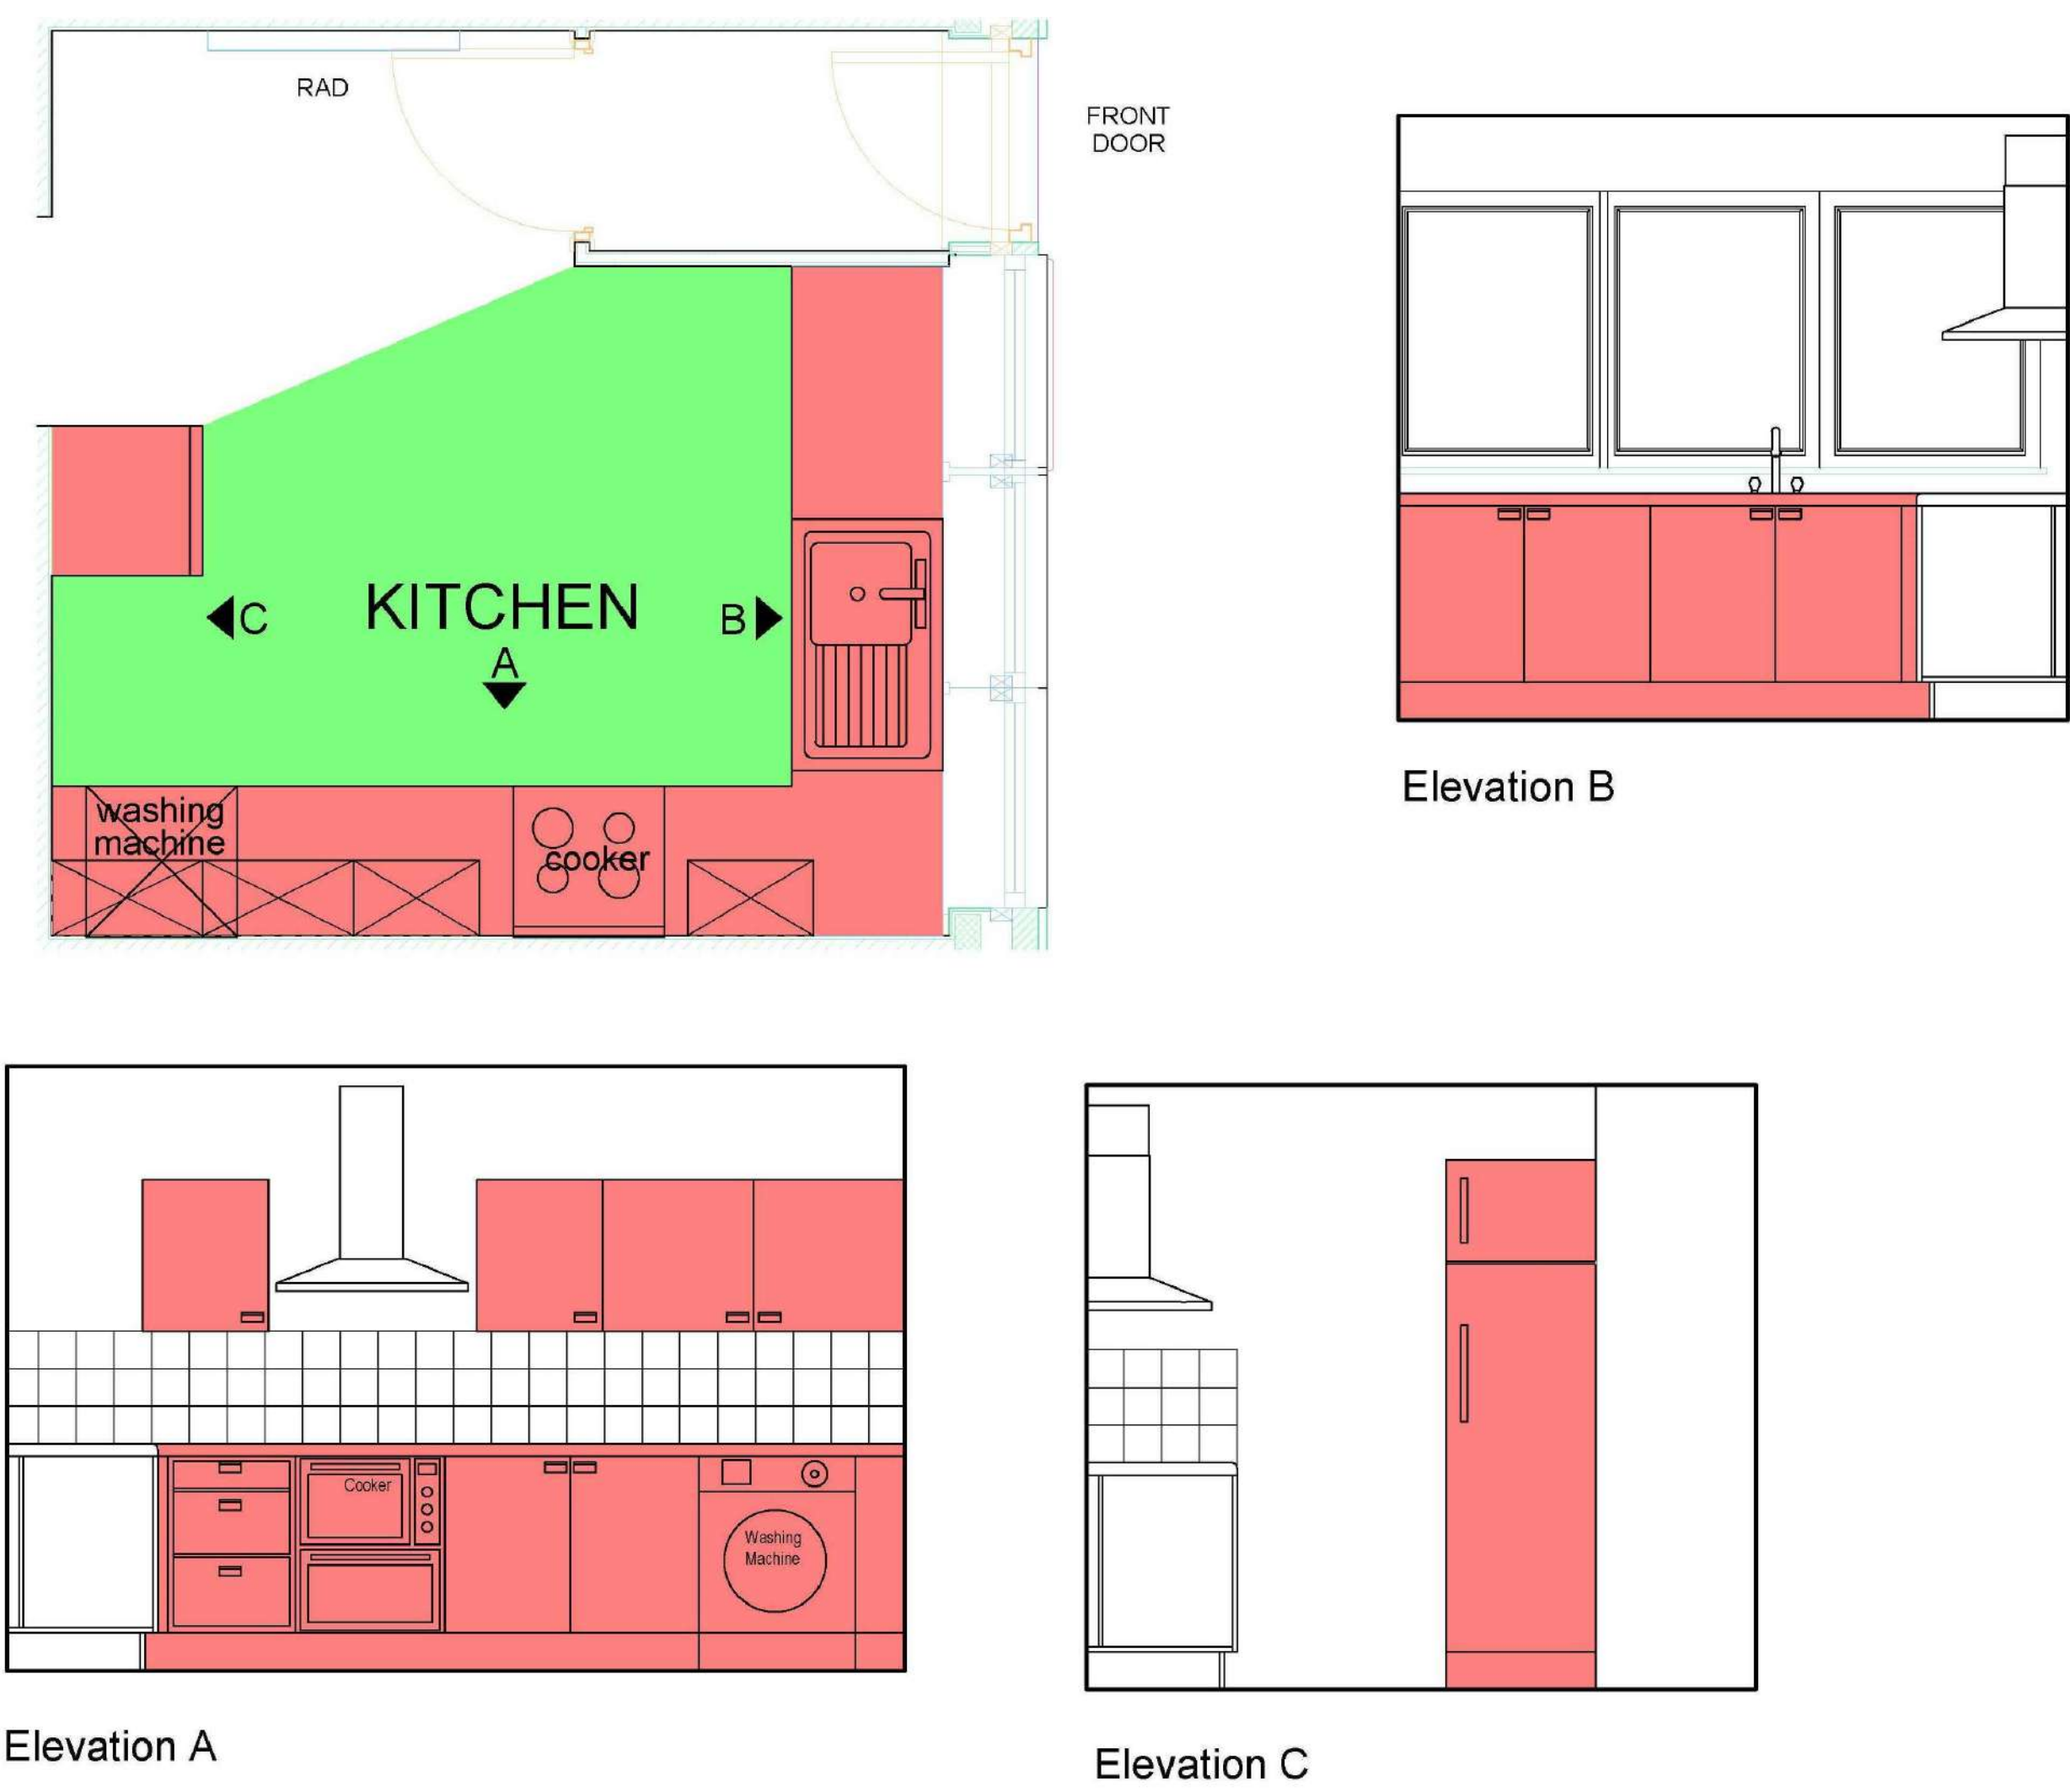 RAD
FRONT
DOOR
KITCHEN
C
B
A
washing
machine
cooker
Elevation B
Cooker
Washing
Machine
Elevation A
Elevation C